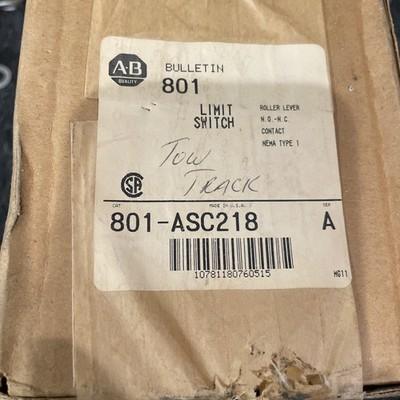 A-B
QUALITY
BULLETIN
801
LIMIT
SWITCH
ROLLER LEVER
N.O.-N.C.
CONTACT
NEMA TYPE 1
Tow
Track
CSA
CAT
MADE IN U.S.A.
SER
801-ASC218
A
10781180760515
HG11